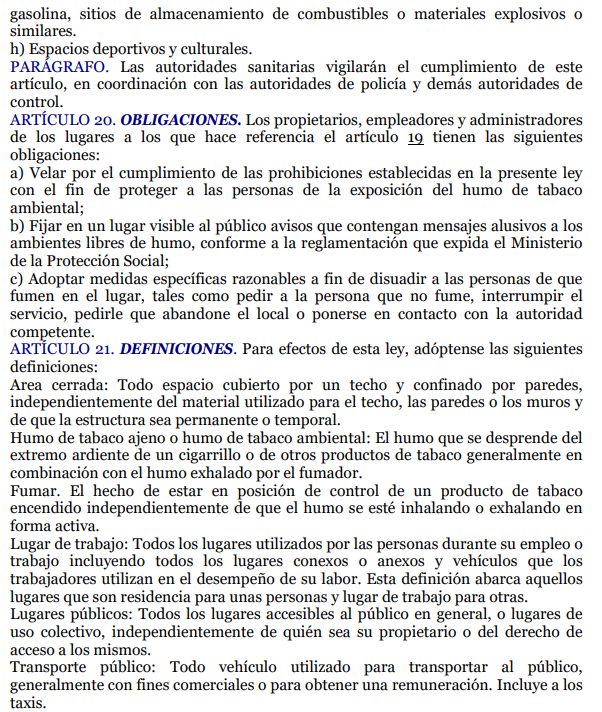 gasolina, sitios de almacenamiento de combustibles o materiales explosivos o
similares.
h) Espacios deportivos y culturales.
PARÁGRAFO. Las autoridades sanitarias vigilarán el cumplimiento de este
artículo, en coordinación con las autoridades de policía y demás autoridades de
control.
ARTÍCULO 20. OBLIGACIONES. Los propietarios, empleadores y administradores
de los lugares a los que hace referencia el artículo 19 tienen las siguientes
obligaciones:
a) Velar por el cumplimiento de las prohibiciones establecidas en la presente ley
con el fin de proteger a las personas de la exposición del humo de tabaco
ambiental;
b) Fijar en un lugar visible al público avisos que contengan mensajes alusivos a los
ambientes libres de humo, conforme a la reglamentación que expida el Ministerio
de la Protección Social;
c) Adoptar medidas específicas razonables a fin de disuadir a las personas de que
fumen en el lugar, tales como pedir a la persona que no fume, interrumpir el
servicio, pedirle que abandone el local o ponerse en contacto con la autoridad
competente.
ARTÍCULO 21. DEFINICIONES. Para efectos de esta ley, adóptense las siguientes
definiciones:
Area cerrada: Todo espacio cubierto por un techo y confinado por paredes,
independientemente del material utilizado para el techo, las paredes o los muros y
de que la estructura sea permanente o temporal.
Humo de tabaco ajeno o humo de tabaco ambiental: El humo que se desprende del
extremo ardiente de un cigarrillo o de otros productos de tabaco generalmente en
combinación con el humo exhalado por el fumador.
Fumar. El hecho de estar en posición de control de un producto de tabaco
encendido independientemente de que el humo se esté inhalando o exhalando en
forma activa.
Lugar de trabajo: Todos los lugares utilizados por las personas durante su empleo o
trabajo incluyendo todos los lugares conexos o anexos y vehículos que los
trabajadores utilizan en el desempeño de su labor. Esta definición abarca aquellos
lugares que son residencia para unas personas y lugar de trabajo para otras.
Lugares públicos: Todos los lugares accesibles al público en general, o lugares de
uso colectivo, independientemente de quién sea su propietario o del derecho de
acceso a los mismos.
Transporte público: Todo vehículo utilizado para transportar al público,
generalmente con fines comerciales o para obtener una remuneración. Incluye a los
taxis.